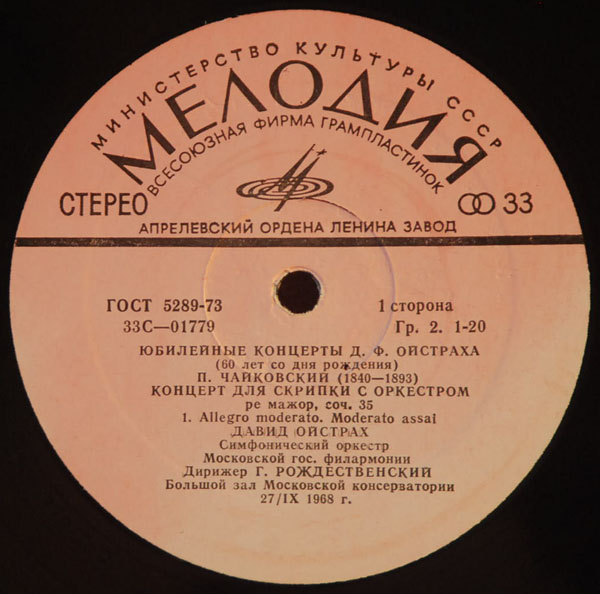 МИНИСТЕРСТВО КУЛЬТУРЫ СССР
МЕЛОДИЯ
ВСЕСОЮЗНАЯ ФИРМА ГРАМПЛАСТИНОК
СТЕРЕО
33
АПРЕЛЕВСКИЙ ОРДЕНА ЛЕНИНА ЗАВОД
ГОСТ 5289-73
1 сторона
33С—01779
Гр. 2. 1-20
ЮБИЛЕЙНЫЕ КОНЦЕРТЫ Д. Ф. ОЙСТРАХА
(60 лет со дня рождения)
П. ЧАЙКОВСКИЙ (1840—1893)
КОНЦЕРТ ДЛЯ СКРИПКИ С ОРКЕСТРОМ
ре мажор, соч. 35
1. Allegro moderato. Moderato assai
ДАВИД ОЙСТРАХ
Симфонический оркестр
Московской гос. филармонии
Дирижер Г. РОЖДЕСТВЕНСКИЙ
Большой зал Московской консерватории
27/IX 1968 г.